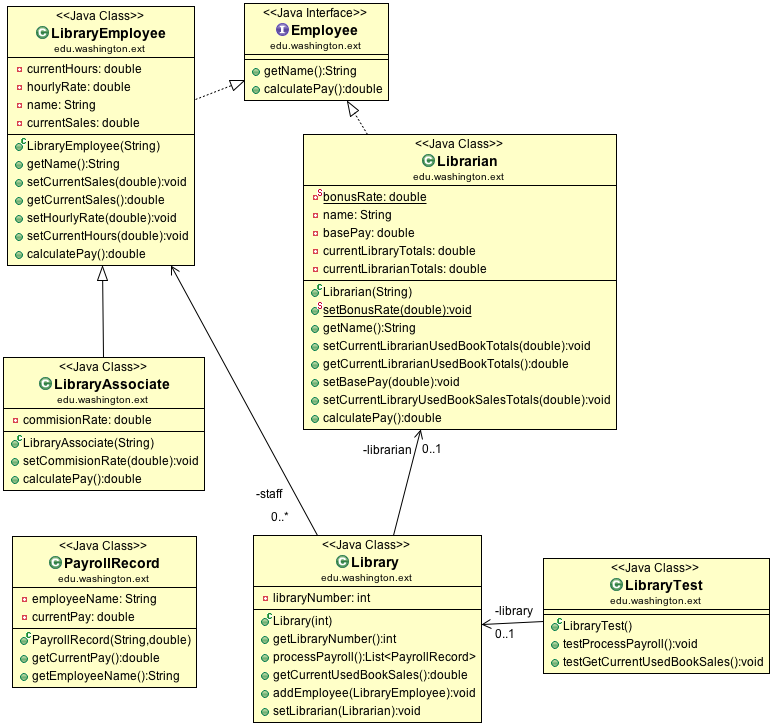 <<Java Class>>
LibraryEmployee
edu.washington.ext
currentHours: double
hourlyRate: double
name: String
currentSales: double
LibraryEmployee(String)
getName():String
setCurrentSales(double):void
getCurrentSales():double
setHourlyRate(double):void
setCurrentHours(double):void
calculatePay():double
<<Java Interface>>
Employee
edu.washington.ext
getName():String
calculatePay():double
<<Java Class>>
Librarian
edu.washington.ext
bonusRate: double
name: String
basePay: double
currentLibraryTotals: double
currentLibrarianTotals: double
Librarian(String)
setBonusRate(double):void
getName():String
setCurrentLibrarianUsedBookTotals(double):void
getCurrentLibrarianUsedBookTotals():double
setBasePay(double):void
setCurrentLibraryUsedBookSalesTotals(double):void
calculatePay():double
<<Java Class>>
LibraryAssociate
edu.washington.ext
commisionRate: double
LibraryAssociate(String)
setCommisionRate(double):void
calculatePay():double
-librarian 0..1
-staff
0..*
<<Java Class>>
PayrollRecord
edu.washington.ext
employeeName: String
currentPay: double
PayrollRecord(String,double)
getCurrentPay():double
getEmployeeName():String
<<Java Class>>
Library
edu.washington.ext
libraryNumber: int
Library(int)
getLibraryNumber():int
processPayroll():List<PayrollRecord>
getCurrentUsedBookSales():double
addEmployee(LibraryEmployee):void
setLibrarian(Librarian):void
-library
0..1
<<Java Class>>
LibraryTest
edu.washington.ext
LibraryTest()
testProcessPayroll():void
testGetCurrentUsedBookSales():void